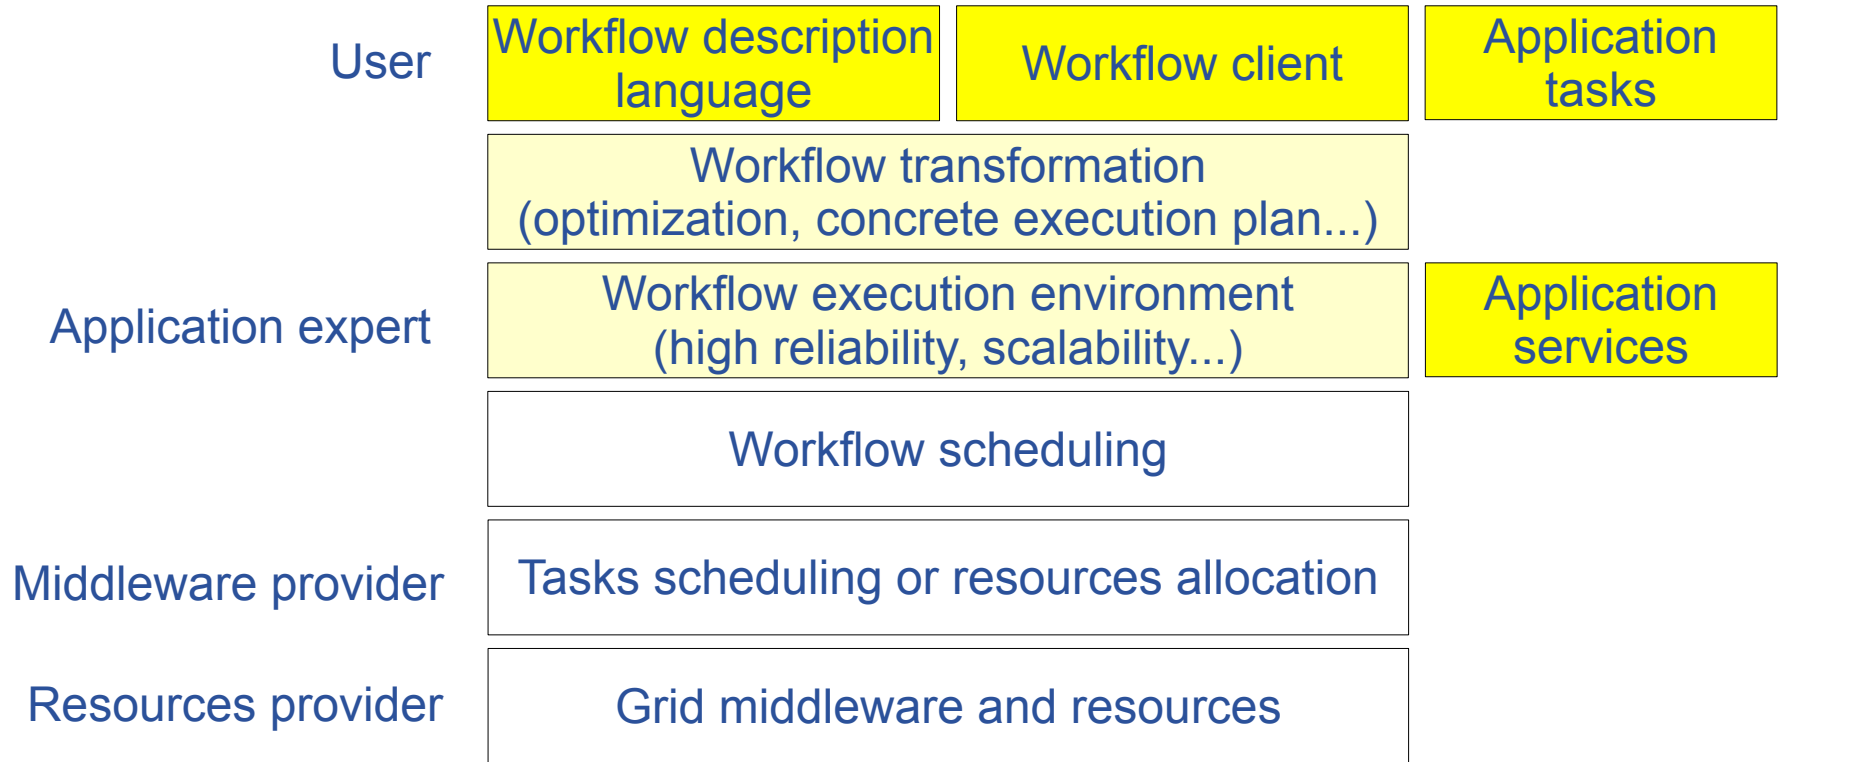 User
Workflow description
language
Workflow client
Application
tasks
Workflow transformation
(optimization, concrete execution plan...)
Application expert
Workflow execution environment
(high reliability, scalability...)
Application
services
Workflow scheduling
Middleware provider
Tasks scheduling or resources allocation
Resources provider
Grid middleware and resources